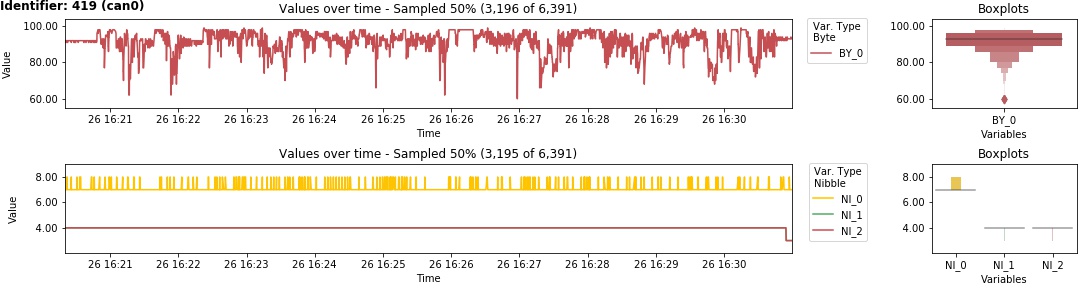 Identifier: 419 (can0)
Values over time - Sampled 50% (3,196 of 6,391)
Value
100.00
80.00
60.00
26 16:21 26 16:22 26 16:23 26 16:24 26 16:25 26 16:26 26 16:27 26 16:28 26 16:29 26 16:30
Time
Var. Type
Byte
BY_0
Boxplots
100.00
80.00
60.00
BY_0
Variables
Values over time - Sampled 50% (3,195 of 6,391)
Value
8.00
6.00
4.00
26 16:21 26 16:22 26 16:23 26 16:24 26 16:25 26 16:26 26 16:27 26 16:28 26 16:29 26 16:30
Time
Var. Type
Nibble
NI_0
NI_1
NI_2
Boxplots
8.00
6.00
4.00
NI_0 NI_1 NI_2
Variables